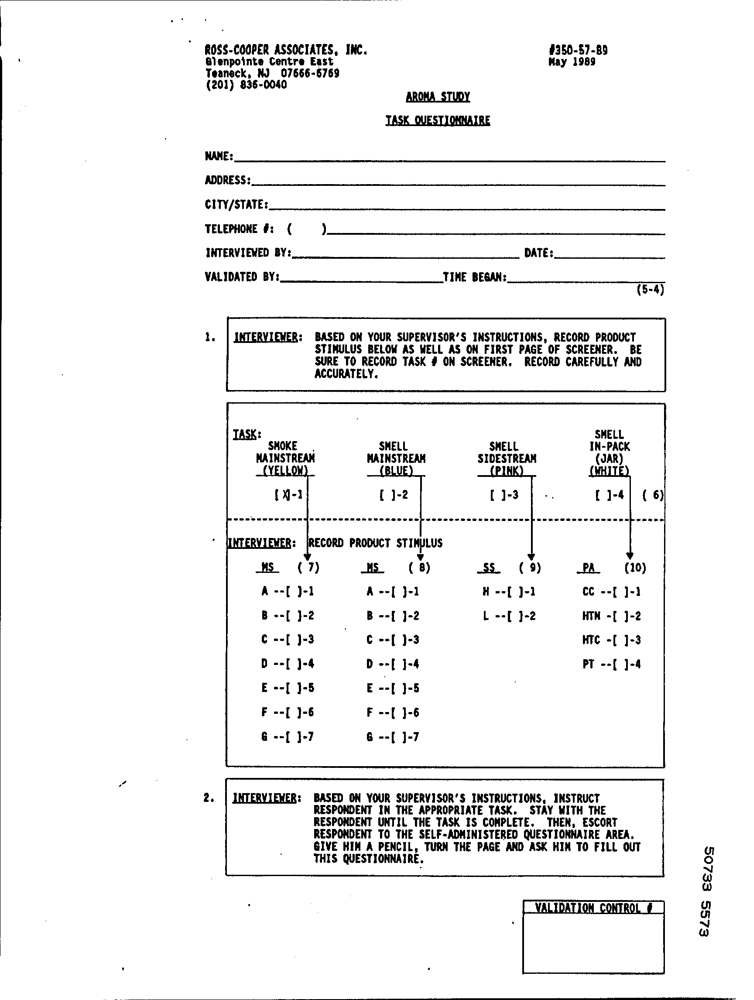 ROSS-COOPER ASSOCIATES, INC. #350-57-89
Glenpointe Centre East May 1989
Teaneck, NJ 07666-6769
(201) 836-0040
AROMA STUDY
TASK QUESTIONNAIRE
NAME:
ADDRESS:
CITY/STATE:
TELEPHONE #: ( )
INTERVIEWED BY: DATE:
VALIDATED BY: TIME BEGAN:
(5-4)
1. INTERVIEWER: BASED ON YOUR SUPERVISOR'S INSTRUCTIONS, RECORD PRODUCT
STIMULUS BELOW AS WELL AS ON FIRST PAGE OF SCREENER. BE
SURE TO RECORD TASK # ON SCREENER. RECORD CAREFULLY AND
ACCURATELY.
TASK: SMELL
SMOKE SMELL SMELL IN-PACK
MAINSTREAM MAINSTREAM SIDESTREAM (JAR)
(YELLOW) (BLUE) (PINK) (WHITE)
[X]-1 [ ]-2 [ ]-3 [ ]-4 ( 6)
INTERVIEWER: RECORD PRODUCT STIMULUS
MS ( 7) MS ( 8) SS ( 9) PA (10)
A --[ ]-1 A --[ ]-1 H --[ ]-1 CC --[ ]-1
B --[ ]-2 B --[ ]-2 L --[ ]-2 HTN -[ ]-2
C --[ ]-3 C --[ ]-3 HTC -[ ]-3
D --[ ]-4 D --[ ]-4 PT --[ ]-4
E --[ ]-5 E --[ ]-5
F --[ ]-6 F --[ ]-6
G --[ ]-7 G --[ ]-7
2. INTERVIEWER: BASED ON YOUR SUPERVISOR'S INSTRUCTIONS, INSTRUCT
RESPONDENT IN THE APPROPRIATE TASK. STAY WITH THE
RESPONDENT UNTIL THE TASK IS COMPLETE. THEN, ESCORT
RESPONDENT TO THE SELF-ADMINISTERED QUESTIONNAIRE AREA.
GIVE HIM A PENCIL, TURN THE PAGE AND ASK HIM TO FILL OUT
THIS QUESTIONNAIRE.
VALIDATION CONTROL #
50733 5573